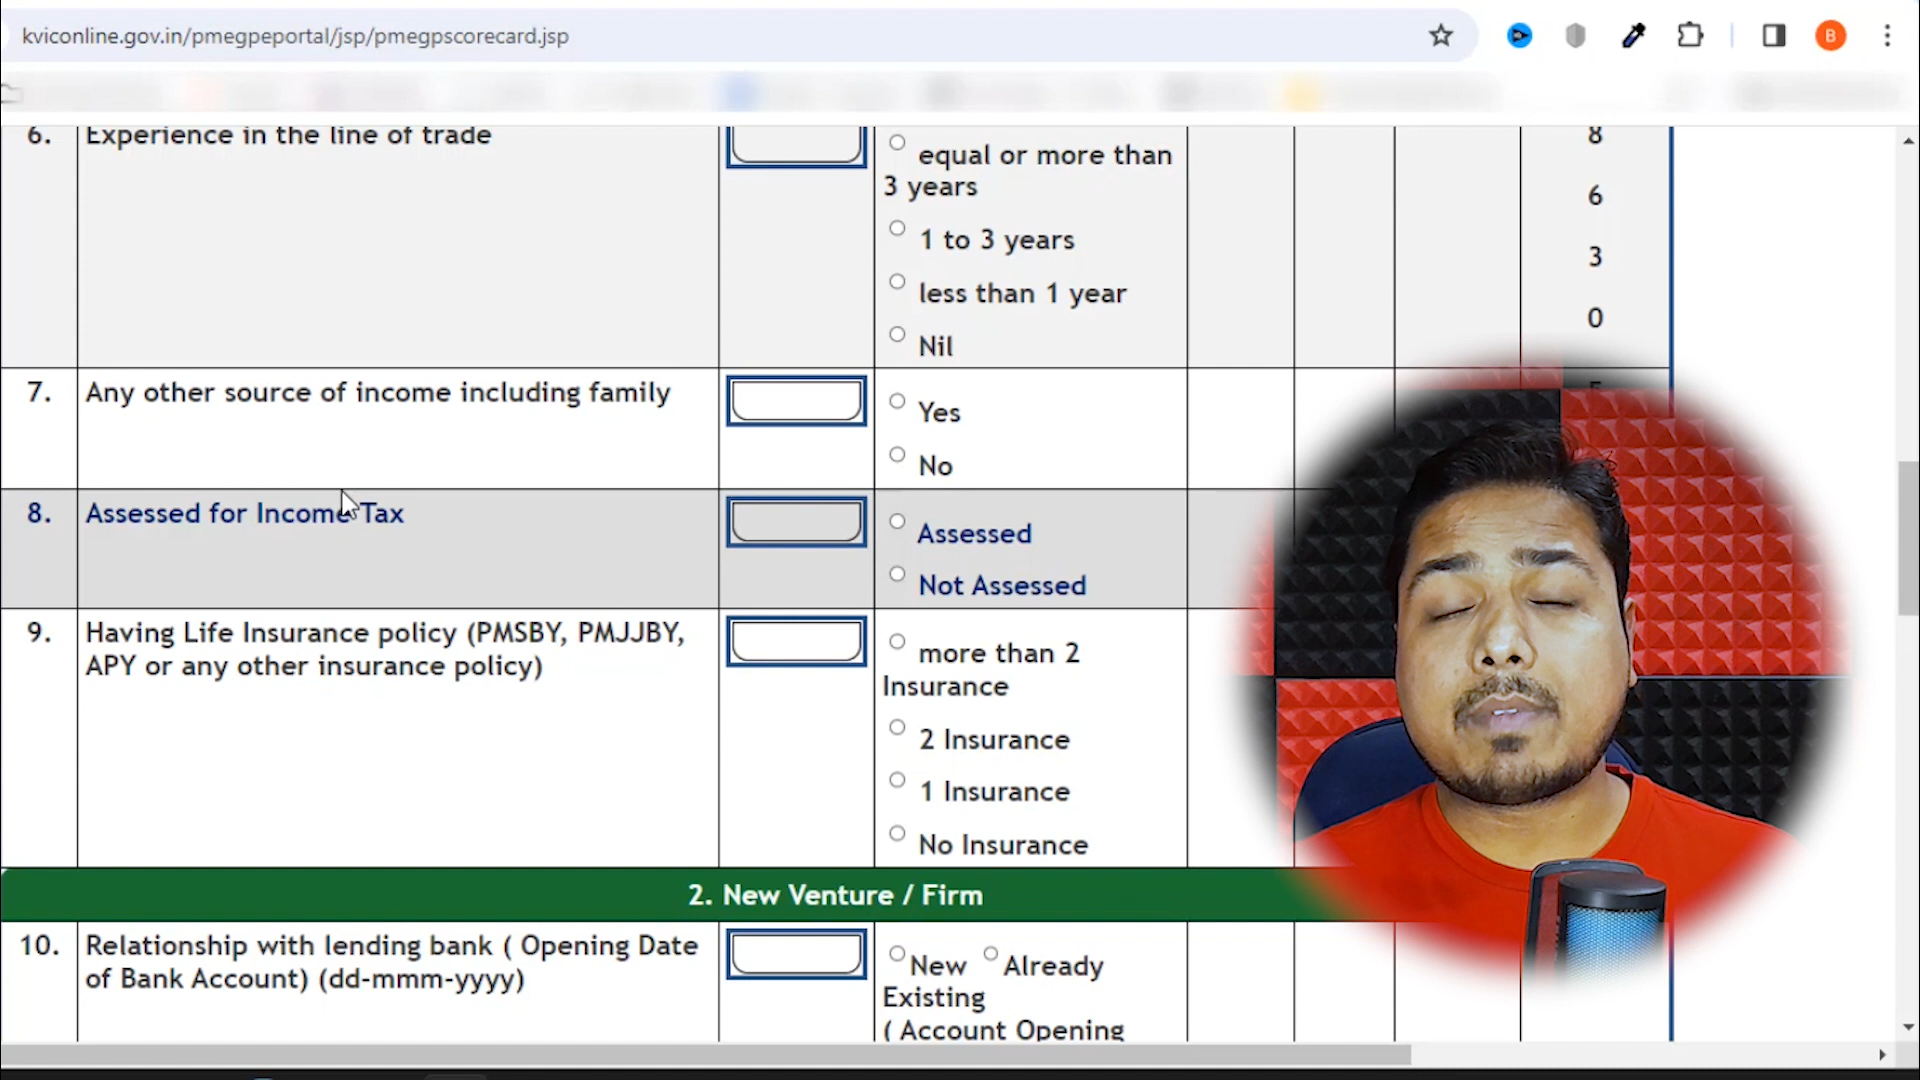 kviconline.gov.in/pmegpeportal/jsp/pmegpscorecard.jsp
B
6. Experience in the line of trade
equal or more than
3 years
1 to 3 years
less than 1 year
Nil
8
6
3
0
7. Any other source of income including family
Yes
No
8. Assessed for Income Tax
Assessed
Not Assessed
9. Having Life Insurance policy (PMSBY, PMJJBY,
APY or any other insurance policy)
more than 2
Insurance
2 Insurance
1 Insurance
No Insurance
2. New Venture / Firm
10. Relationship with lending bank ( Opening Date
of Bank Account) (dd-mmm-yyyy)
New Already
Existing
( Account Opening